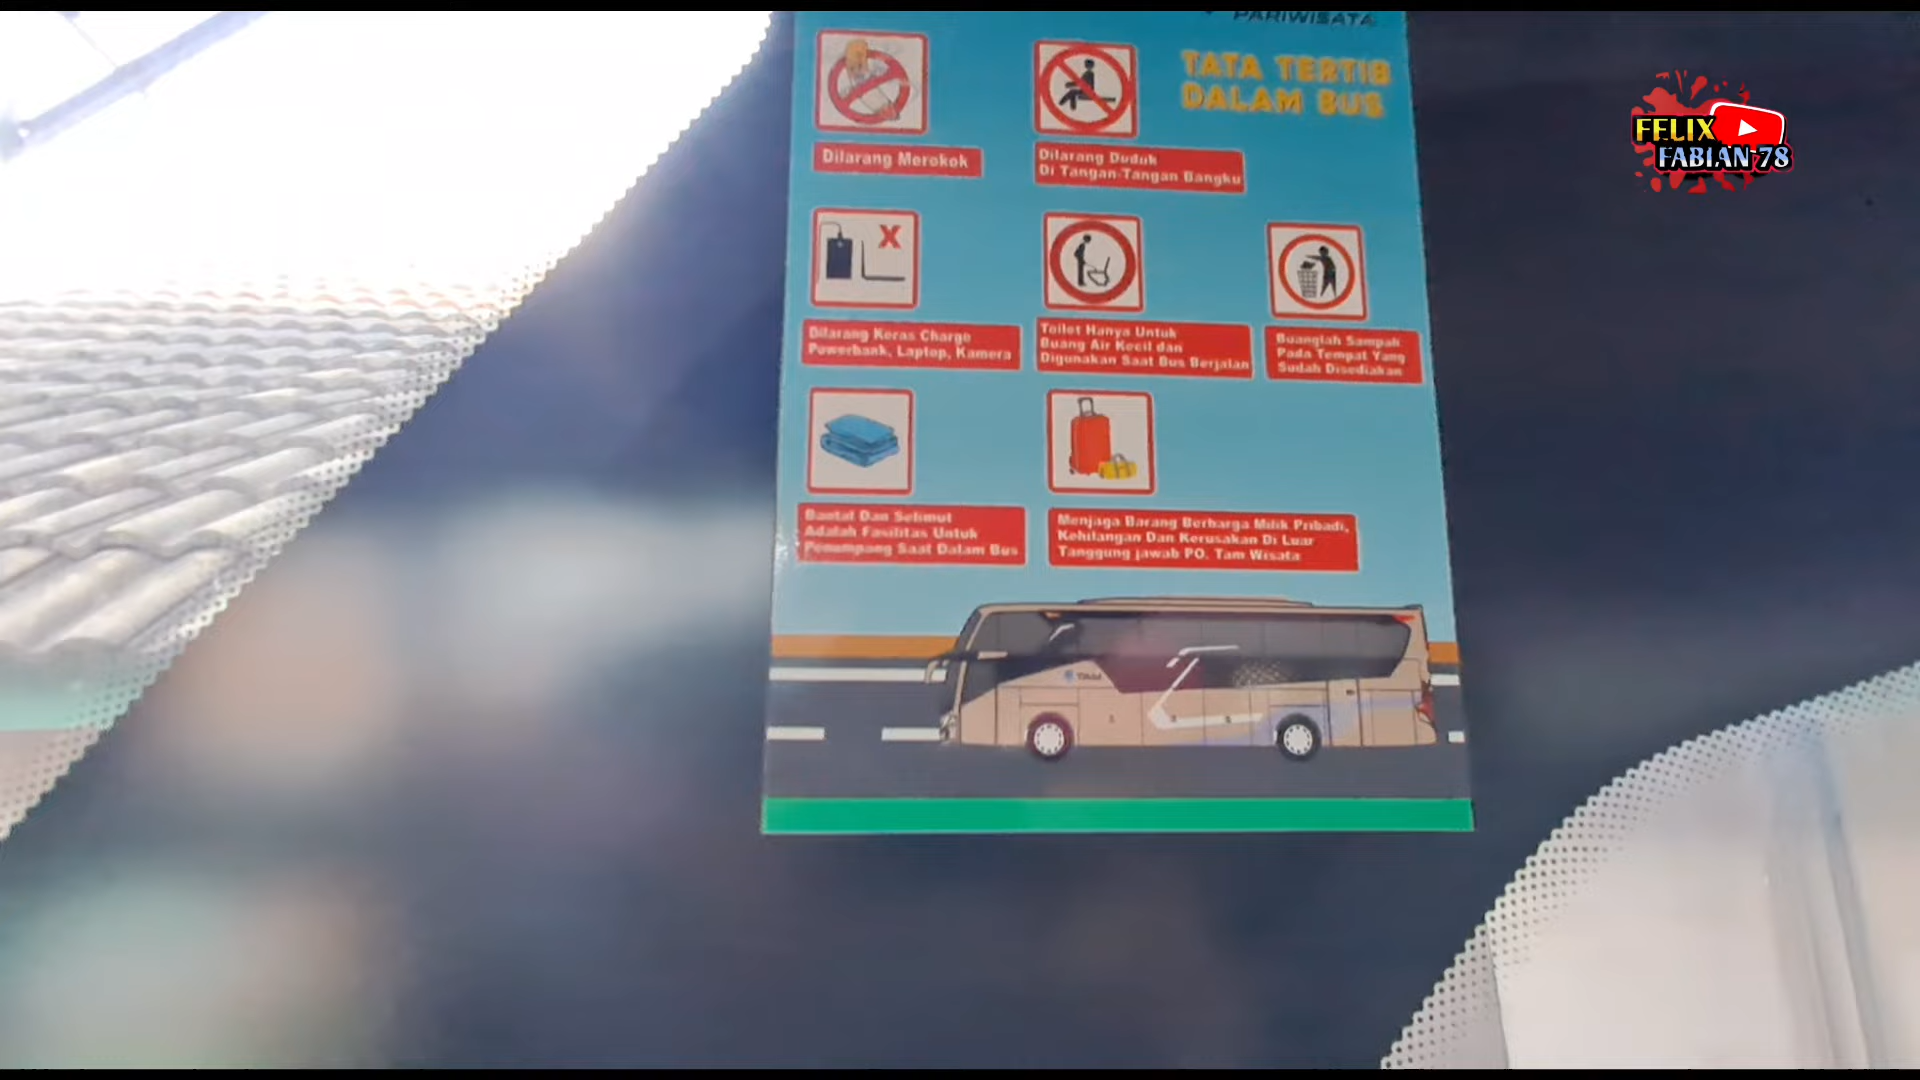 PARIWISATA
TATA TERTIB
DALAM BUS
FELIX
FABIAN 78
Dilarang Merokok
Dilarang Duduk
Di Tangan-Tangan Bangku
X
Dilarang Keras Charge
Powerbank, Laptop, Kamera
Toilet Hanya Untuk
Buang Air Kecil dan
Digunakan Saat Bus Berjalan
Buanglah Sampah
Pada Tempat Yang
Sudah Disediakan
Bantal Dan Selimut
Adalah Fasilitas Untuk
Penumpang Saat Dalam Bus
Menjaga Barang Berharga Milik Pribadi,
Kehilangan Dan Kerusakan Di Luar
Tanggung jawab PO. Tam Wisata
TAM